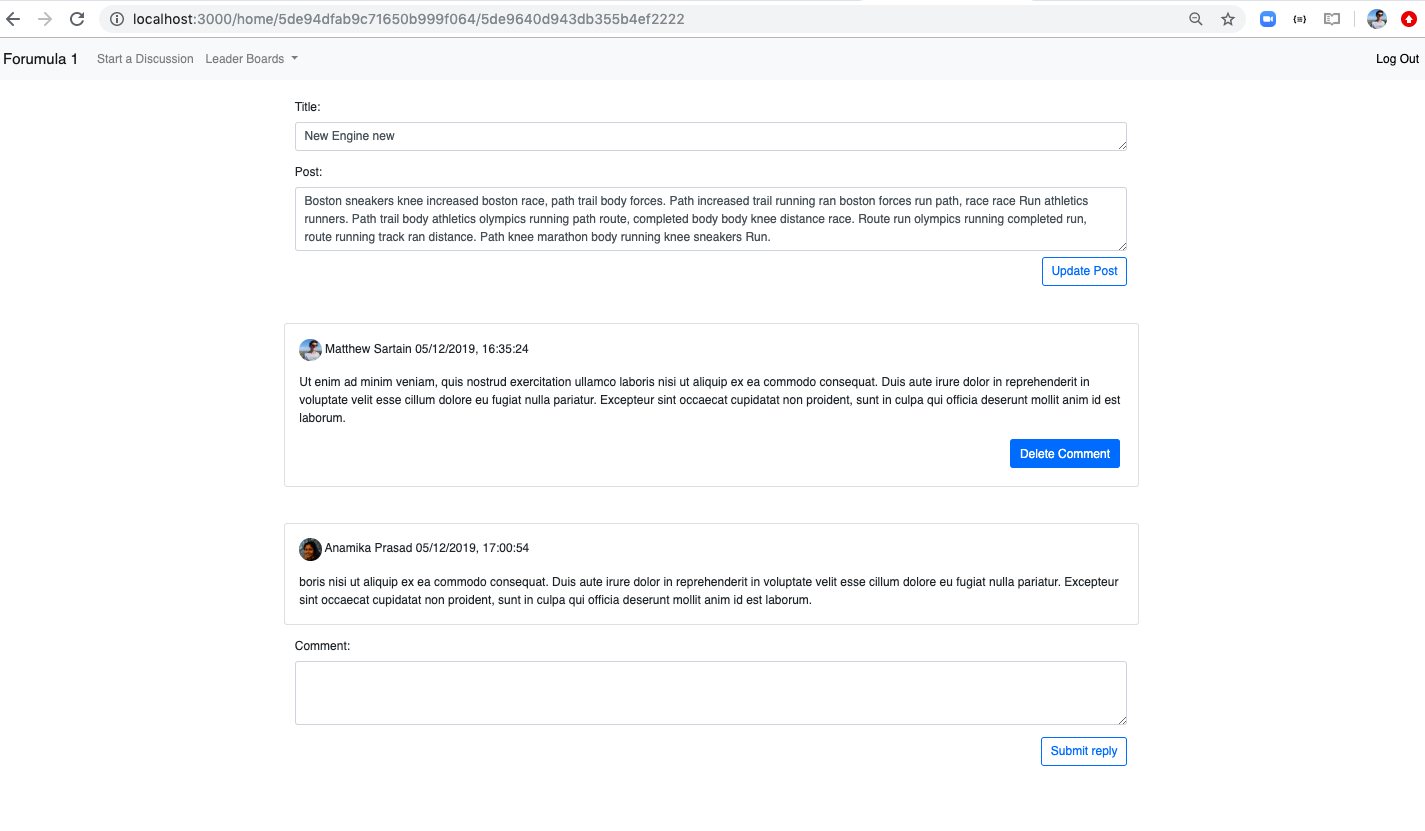 localhost:3000/home/5de94dfab9c71650b999f064/5de9640d943db355b4ef2222
Forumula 1 Start a Discussion Leader Boards Log Out
Title:
New Engine new
Post:
Boston sneakers knee increased boston race, path trail body forces. Path increased trail running ran boston forces run path, race race Run athletics
runners. Path trail body athletics olympics running path route, completed body body knee distance race. Route run olympics running completed run,
route running track ran distance. Path knee marathon body running knee sneakers Run.
Update Post
Matthew Sartain 05/12/2019, 16:35:24
Ut enim ad minim veniam, quis nostrud exercitation ullamco laboris nisi ut aliquip ex ea commodo consequat. Duis aute irure dolor in reprehenderit in
voluptate velit esse cillum dolore eu fugiat nulla pariatur. Excepteur sint occaecat cupidatat non proident, sunt in culpa qui officia deserunt mollit anim id est
laborum.
Delete Comment
Anamika Prasad 05/12/2019, 17:00:54
boris nisi ut aliquip ex ea commodo consequat. Duis aute irure dolor in reprehenderit in voluptate velit esse cillum dolore eu fugiat nulla pariatur. Excepteur
sint occaecat cupidatat non proident, sunt in culpa qui officia deserunt mollit anim id est laborum.
Comment:
Submit reply